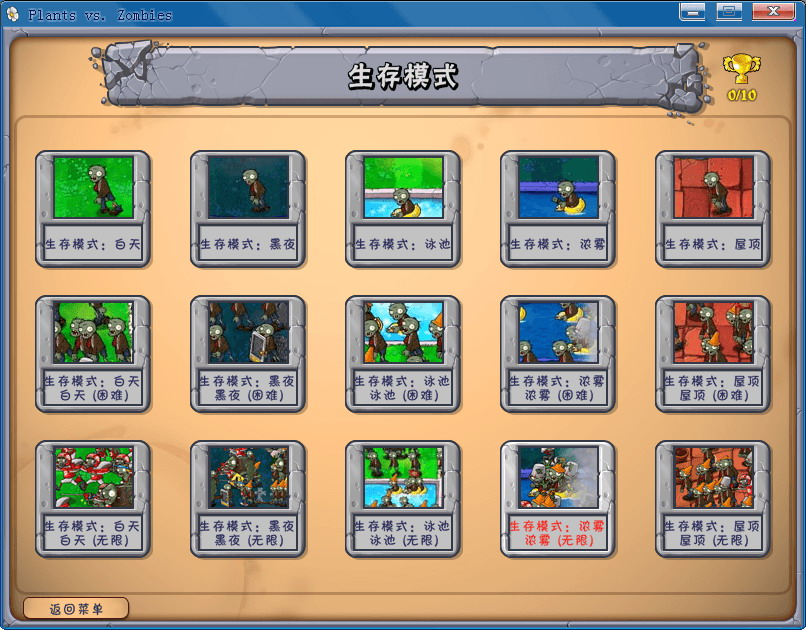 Plants vs. Zombies
生存模式
0/10
生存模式: 白天
生存模式: 黑夜
生存模式: 泳池
生存模式: 浓雾
生存模式: 屋顶
生存模式: 白天
白天 (困难)
生存模式: 黑夜
黑夜 (困难)
生存模式: 泳池
泳池 (困难)
生存模式: 浓雾
浓雾 (困难)
生存模式: 屋顶
屋顶 (困难)
生存模式: 白天
白天 (无限)
生存模式: 黑夜
黑夜 (无限)
生存模式: 泳池
泳池 (无限)
生存模式: 浓雾
浓雾 (无限)
生存模式: 屋顶
屋顶 (无限)
返回菜单